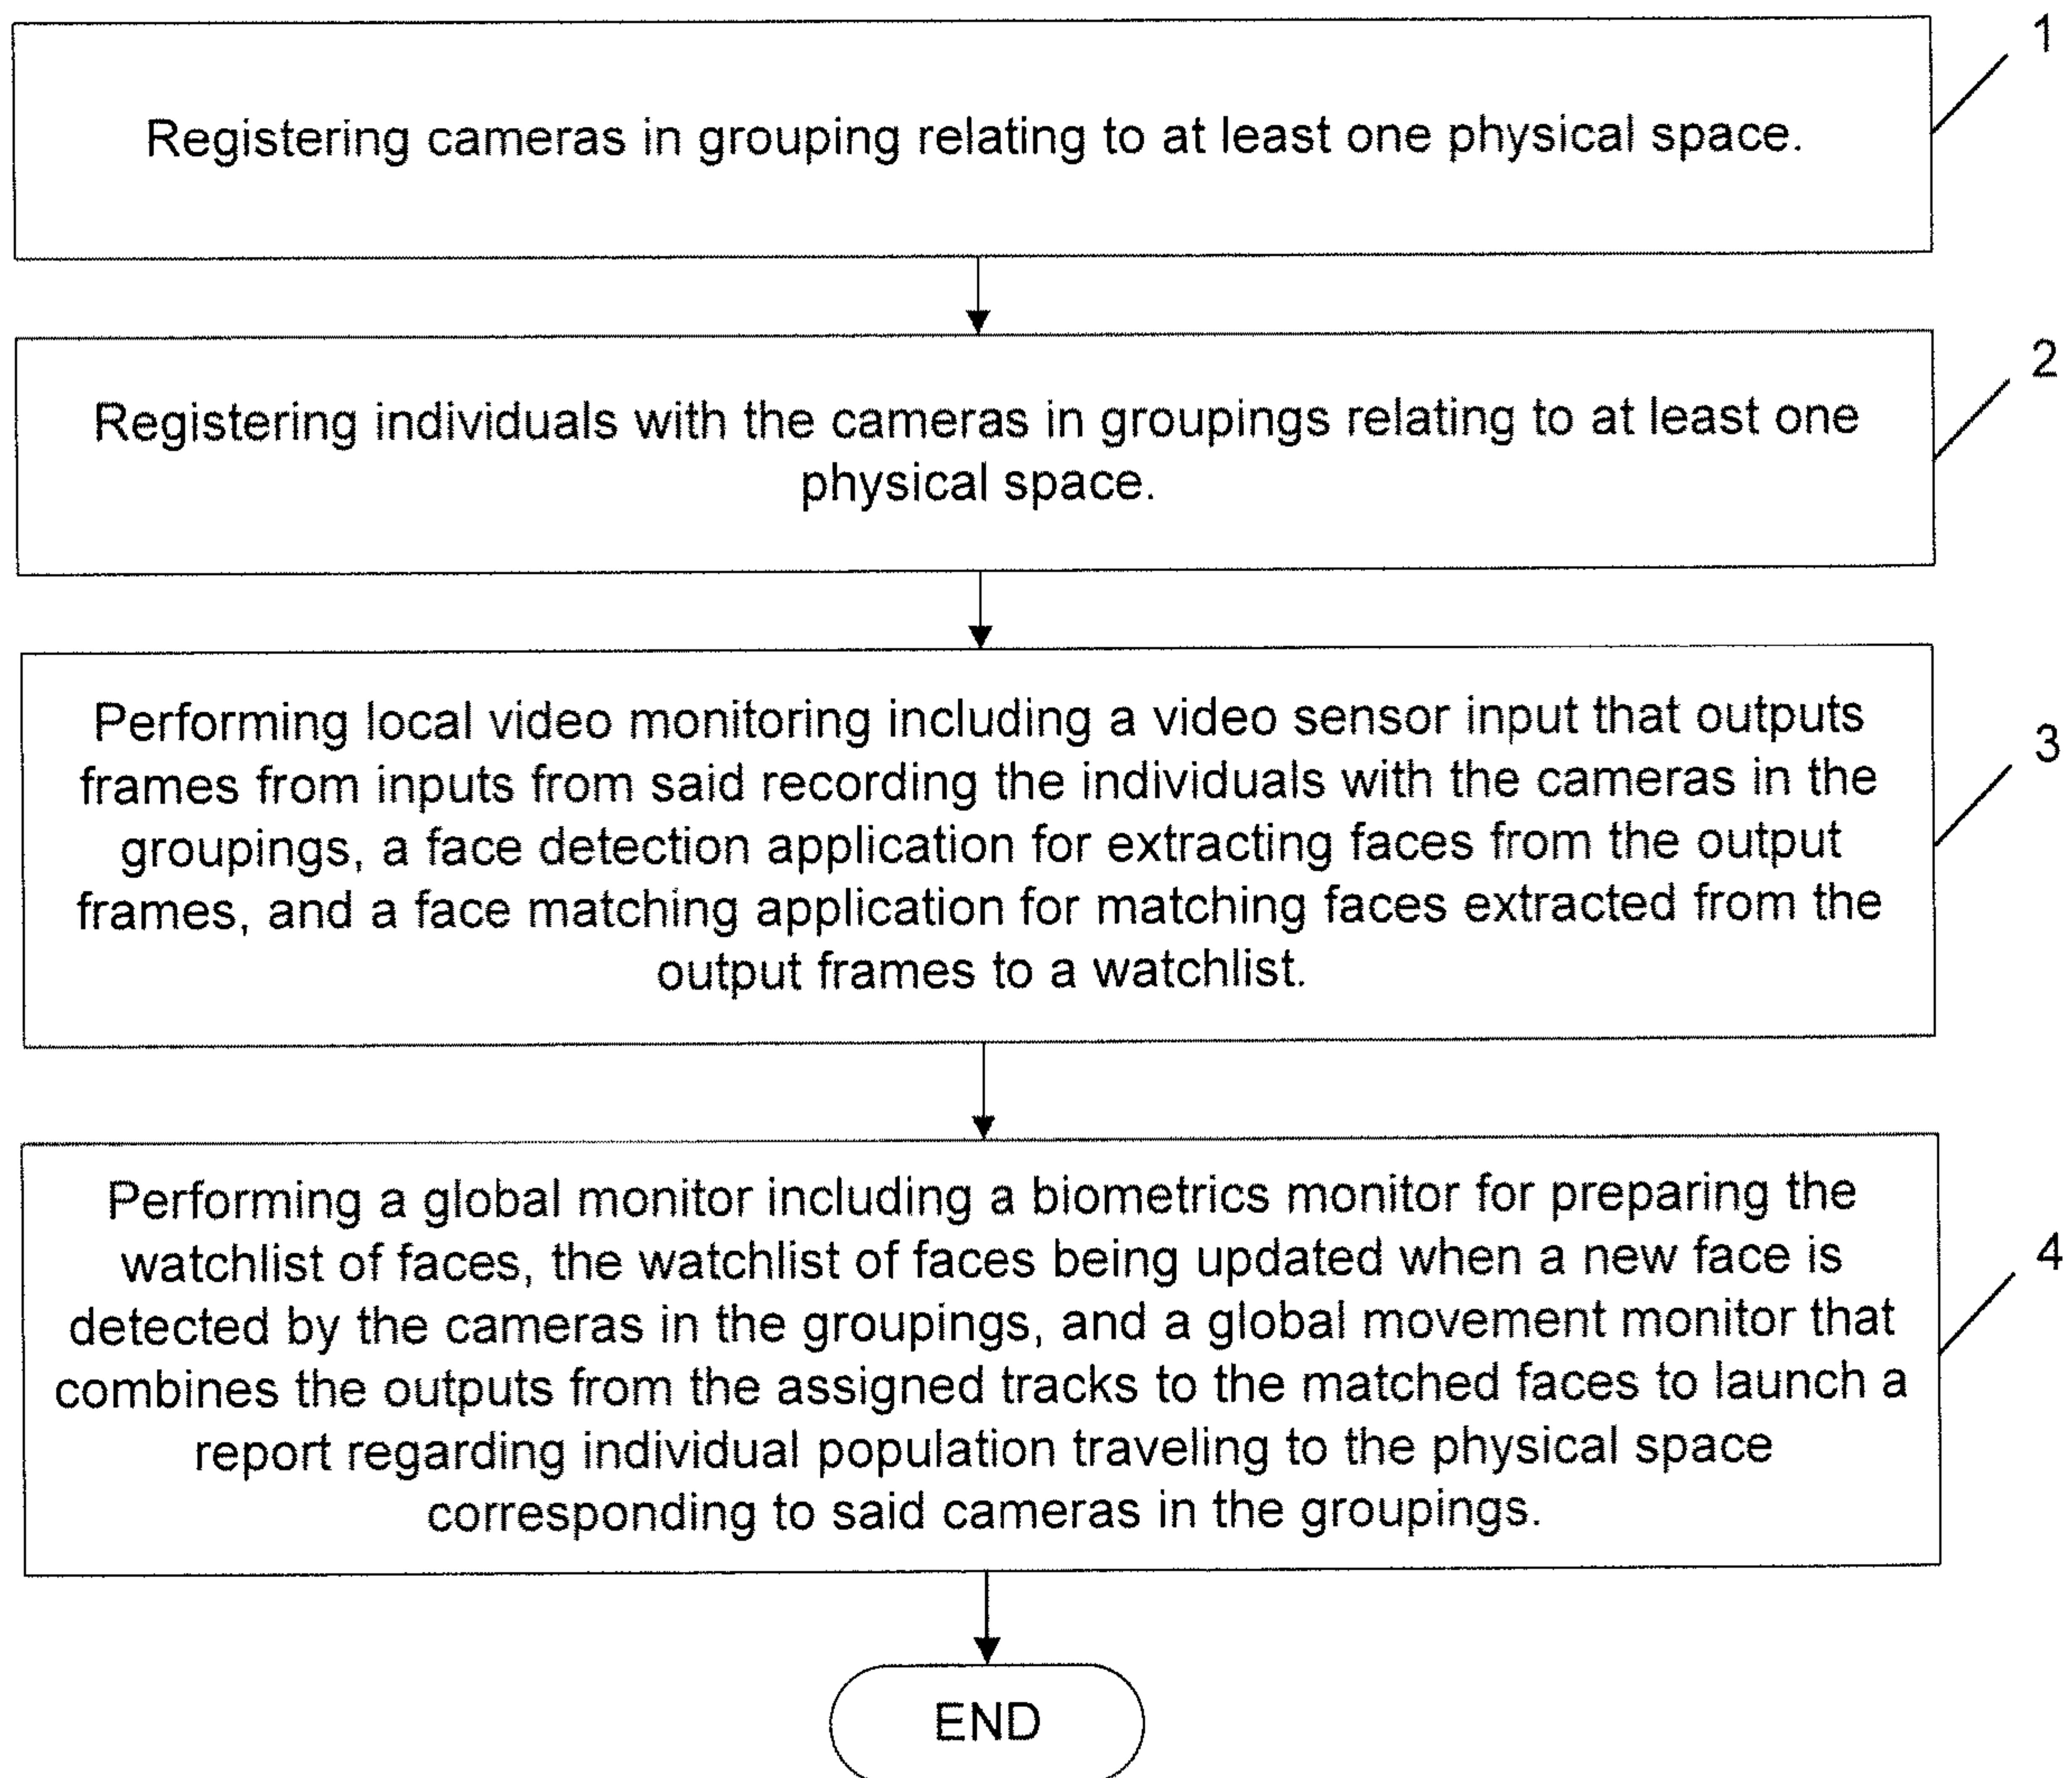 1
Registering cameras in grouping relating to at least one physical space.
2
Registering individuals with the cameras in groupings relating to at least one
physical space.
3
Performing local video monitoring including a video sensor input that outputs
frames from inputs from said recording the individuals with the cameras in the
groupings, a face detection application for extracting faces from the output
frames, and a face matching application for matching faces extracted from the
output frames to a watchlist.
4
Performing a global monitor including a biometrics monitor for preparing the
watchlist of faces, the watchlist of faces being updated when a new face is
detected by the cameras in the groupings, and a global movement monitor that
combines the outputs from the assigned tracks to the matched faces to launch a
report regarding individual population traveling to the physical space
corresponding to said cameras in the groupings.
END